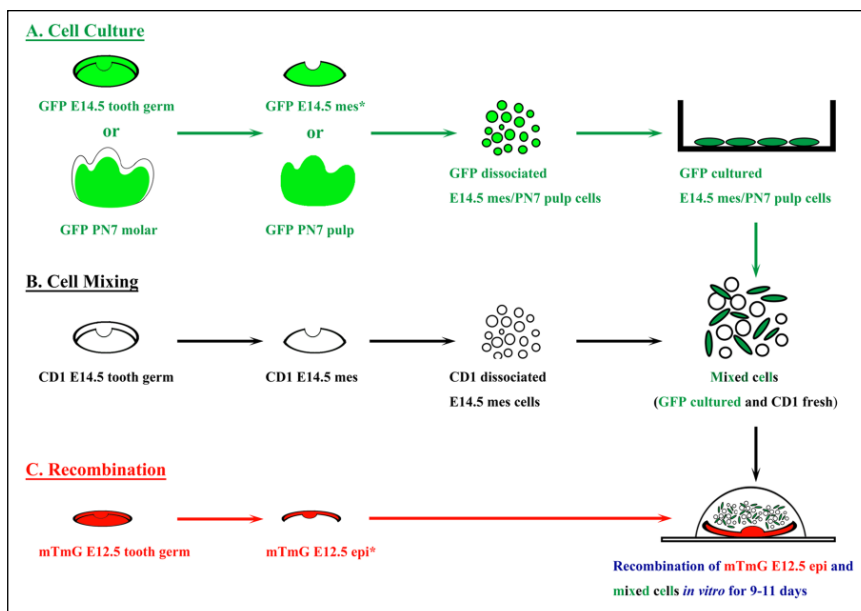 A. Cell Culture
GFP E14.5 tooth germ
GFP E14.5 mes*
or
or
GFP dissociated
E14.5 mes/PN7 pulp cells
GFP cultured
E14.5 mes/PN7 pulp cells
GFP PN7 molar
GFP PN7 pulp
B. Cell Mixing
CD1 E14.5 tooth germ
CD1 E14.5 mes
CD1 dissociated
E14.5 mes cells
Mixed cells
(GFP cultured and CD1 fresh)
C. Recombination
mTmG E12.5 tooth germ
mTmG E12.5 epi*
Recombination of mTmG E12.5 epi and
mixed cells in vitro for 9-11 days